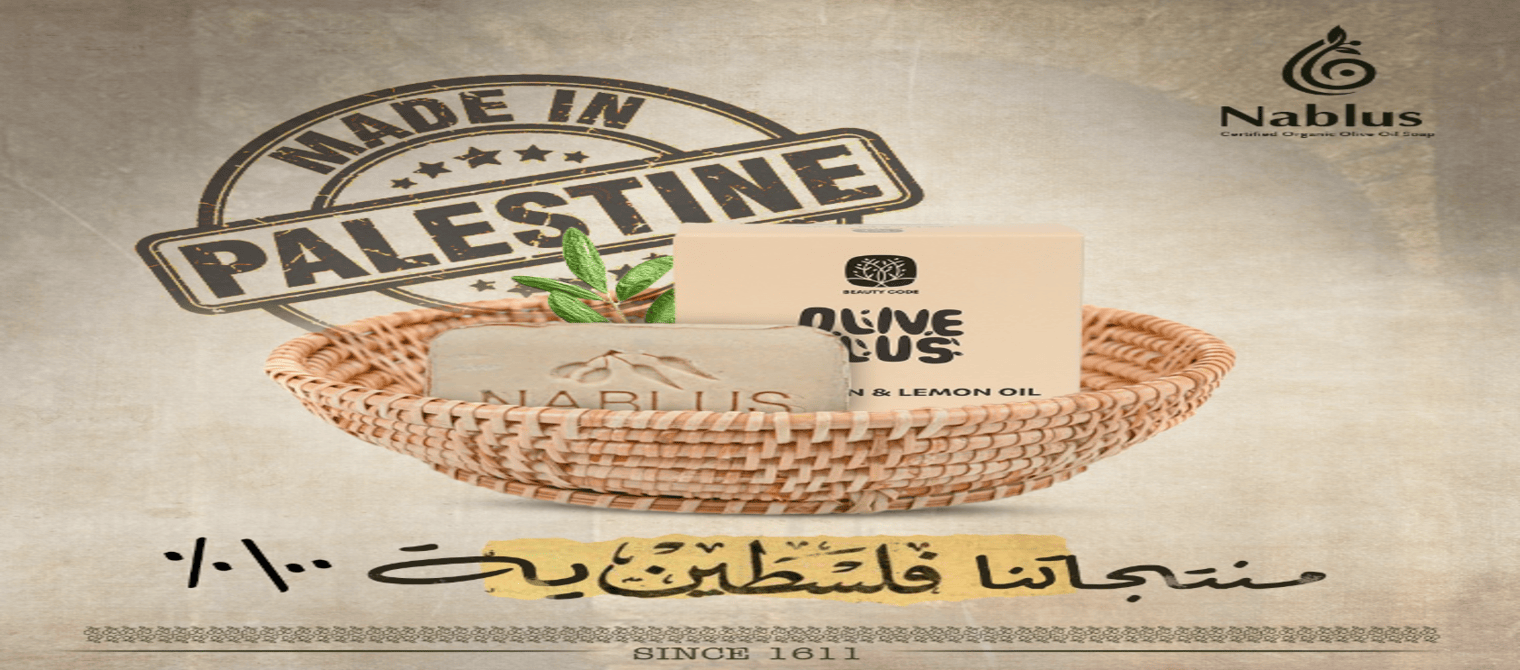 MADE IN
PALESTINE
Nablus
Certified Organic Olive Oil Soap
BEAUTY CODE
OLIVE
LUS
N & LEMON OIL
NABLUS
منتجاتنا فلسطينية ١٠٠٪
SINCE 1611